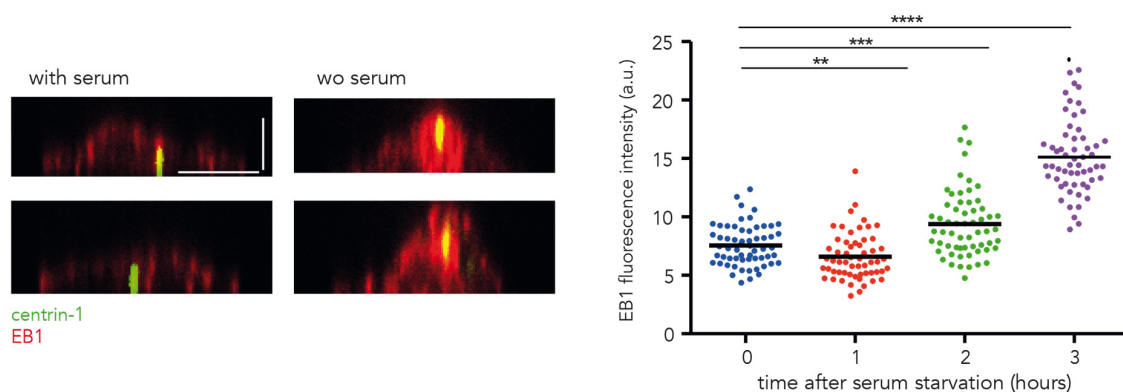 with serum
wo serum
centrin-1
EB1
****
***
**
EB1 fluorescence intensity (a.u.)
25
20
15
10
5
0
0 1 2 3
time after serum starvation (hours)